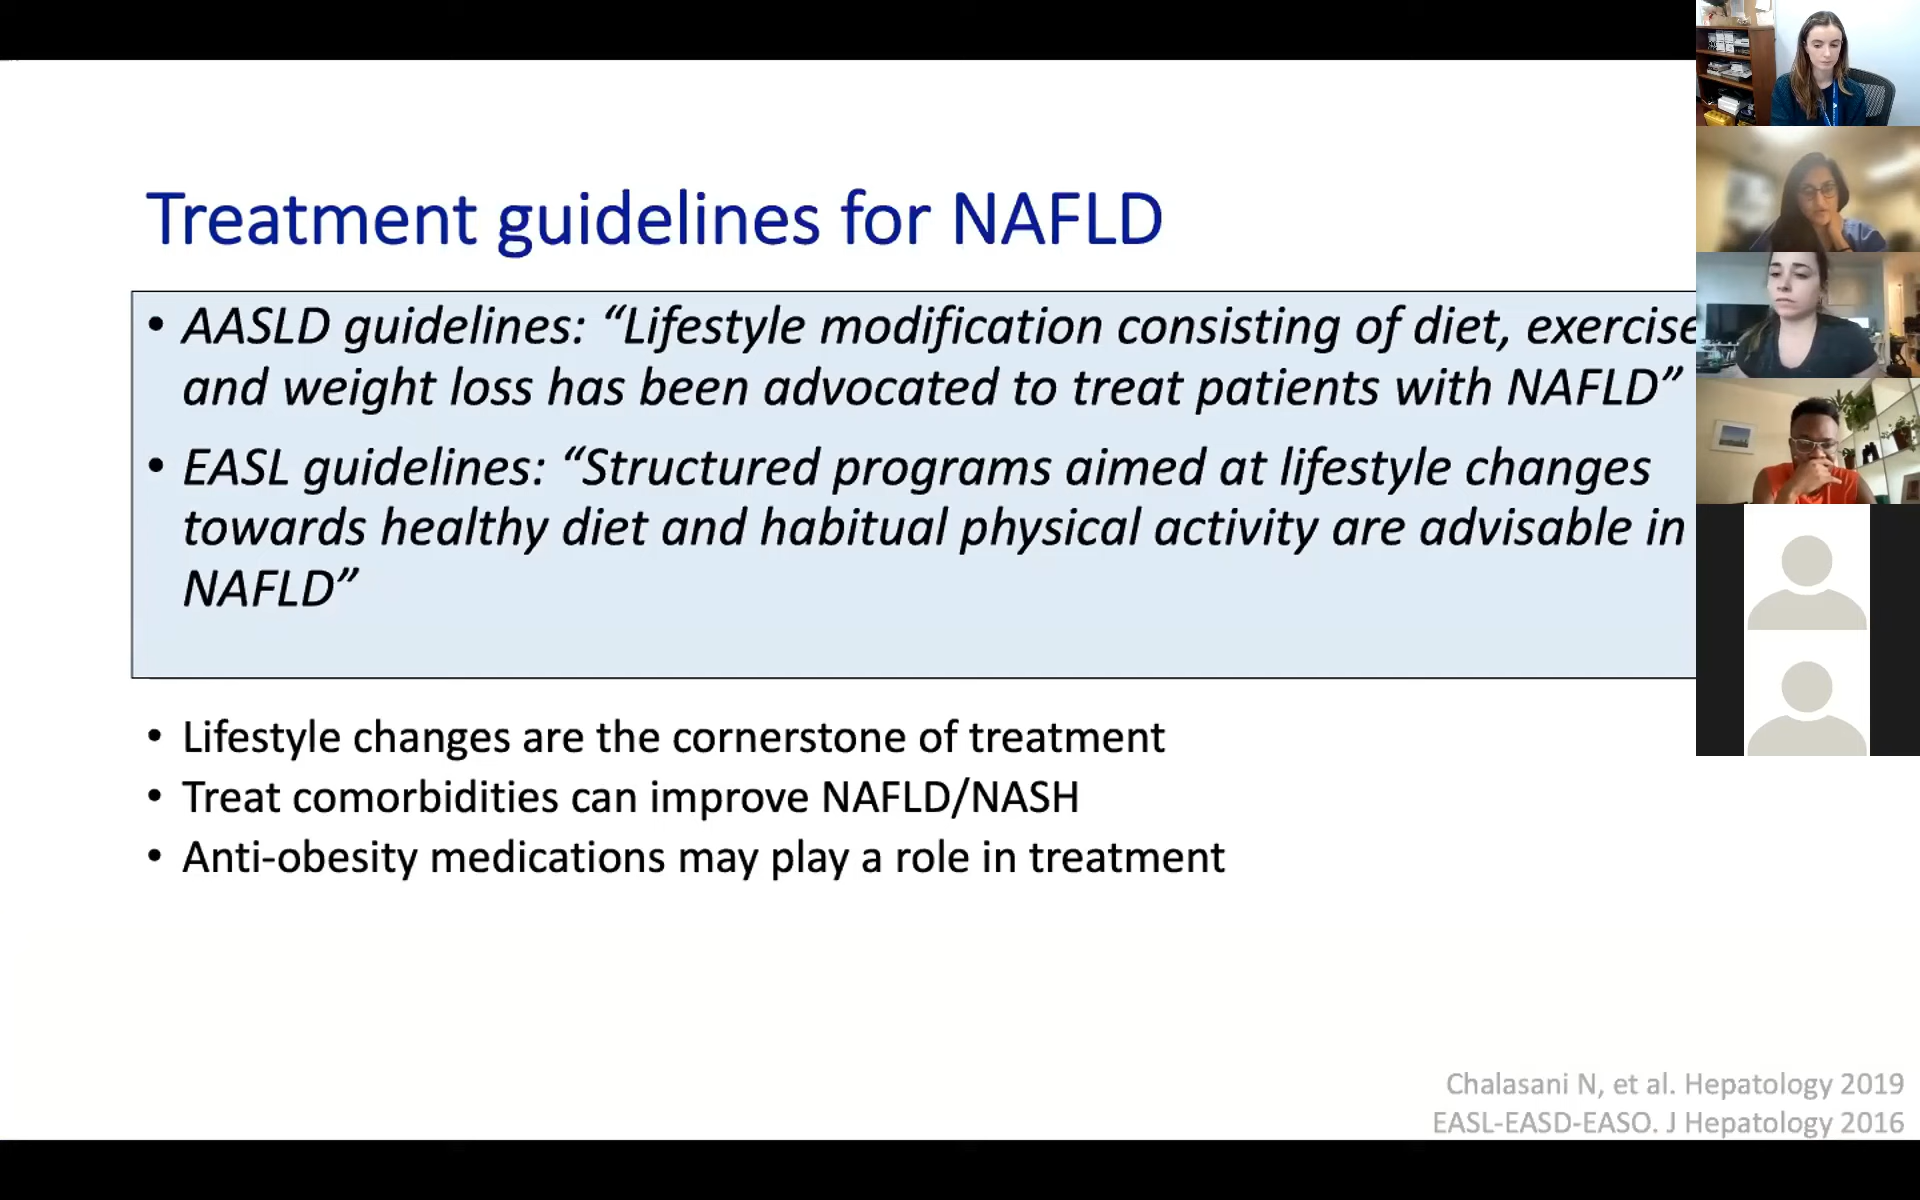 Treatment guidelines for NAFLD
• AASLD guidelines: “Lifestyle modification consisting of diet, exercise
and weight loss has been advocated to treat patients with NAFLD”
• EASL guidelines: “Structured programs aimed at lifestyle changes
towards healthy diet and habitual physical activity are advisable in
NAFLD”
• Lifestyle changes are the cornerstone of treatment
• Treat comorbidities can improve NAFLD/NASH
• Anti-obesity medications may play a role in treatment
Chalasani N, et al. Hepatology 2019
EASL-EASD-EASO. J Hepatology 2016